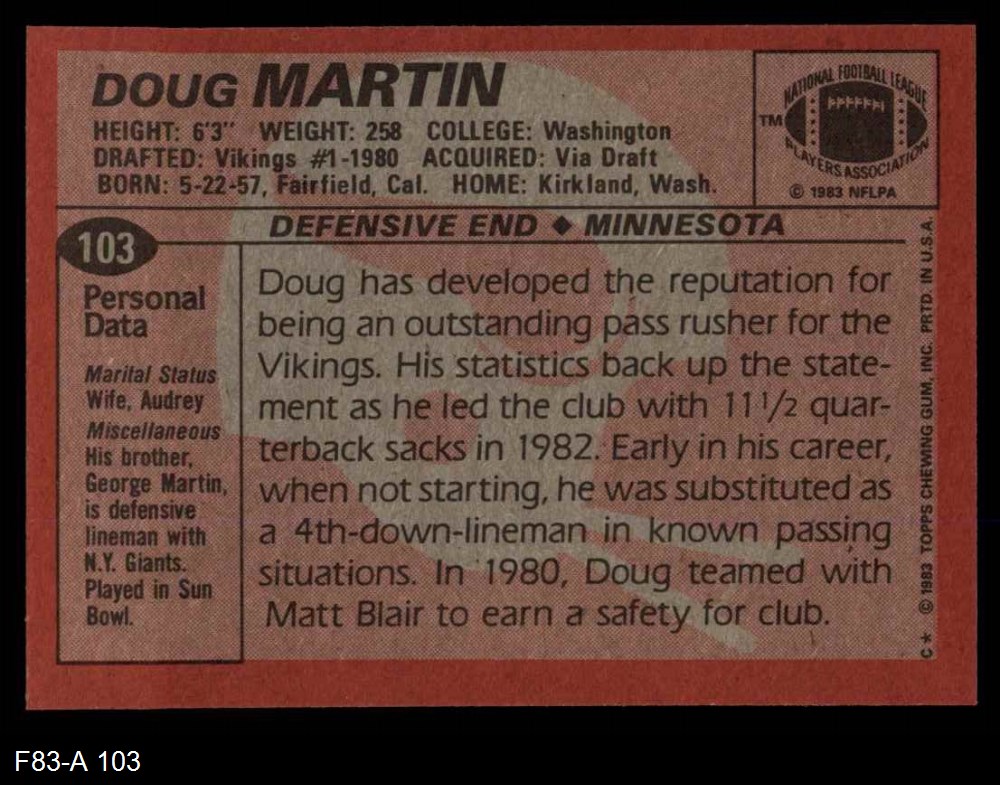 DOUG MARTIN
HEIGHT: 6'3" WEIGHT: 258 COLLEGE: Washington
DRAFTED: Vikings #1-1980 ACQUIRED: Via Draft
BORN: 5-22-57, Fairfield, Cal. HOME: Kirkland, Wash.
NATIONAL FOOTBALL LEAGUE
TM
PLAYERS ASSOCIATION
© 1983 NFLPA
DEFENSIVE END ◆ MINNESOTA
103
Personal
Data
Marital Status
Wife, Audrey
Miscellaneous
His brother,
George Martin,
is defensive
lineman with
N.Y. Giants.
Played in Sun
Bowl.
Doug has developed the reputation for
being an outstanding pass rusher for the
Vikings. His statistics back up the state-
ment as he led the club with 11 1/2 quar-
terback sacks in 1982. Early in his career,
when not starting, he was substituted as
a 4th-down-lineman in known passing
situations. In 1980, Doug teamed with
Matt Blair to earn a safety for club.
C* © 1983 TOPPS CHEWING GUM, INC. PRTD. IN U.S.A.
F83-A 103